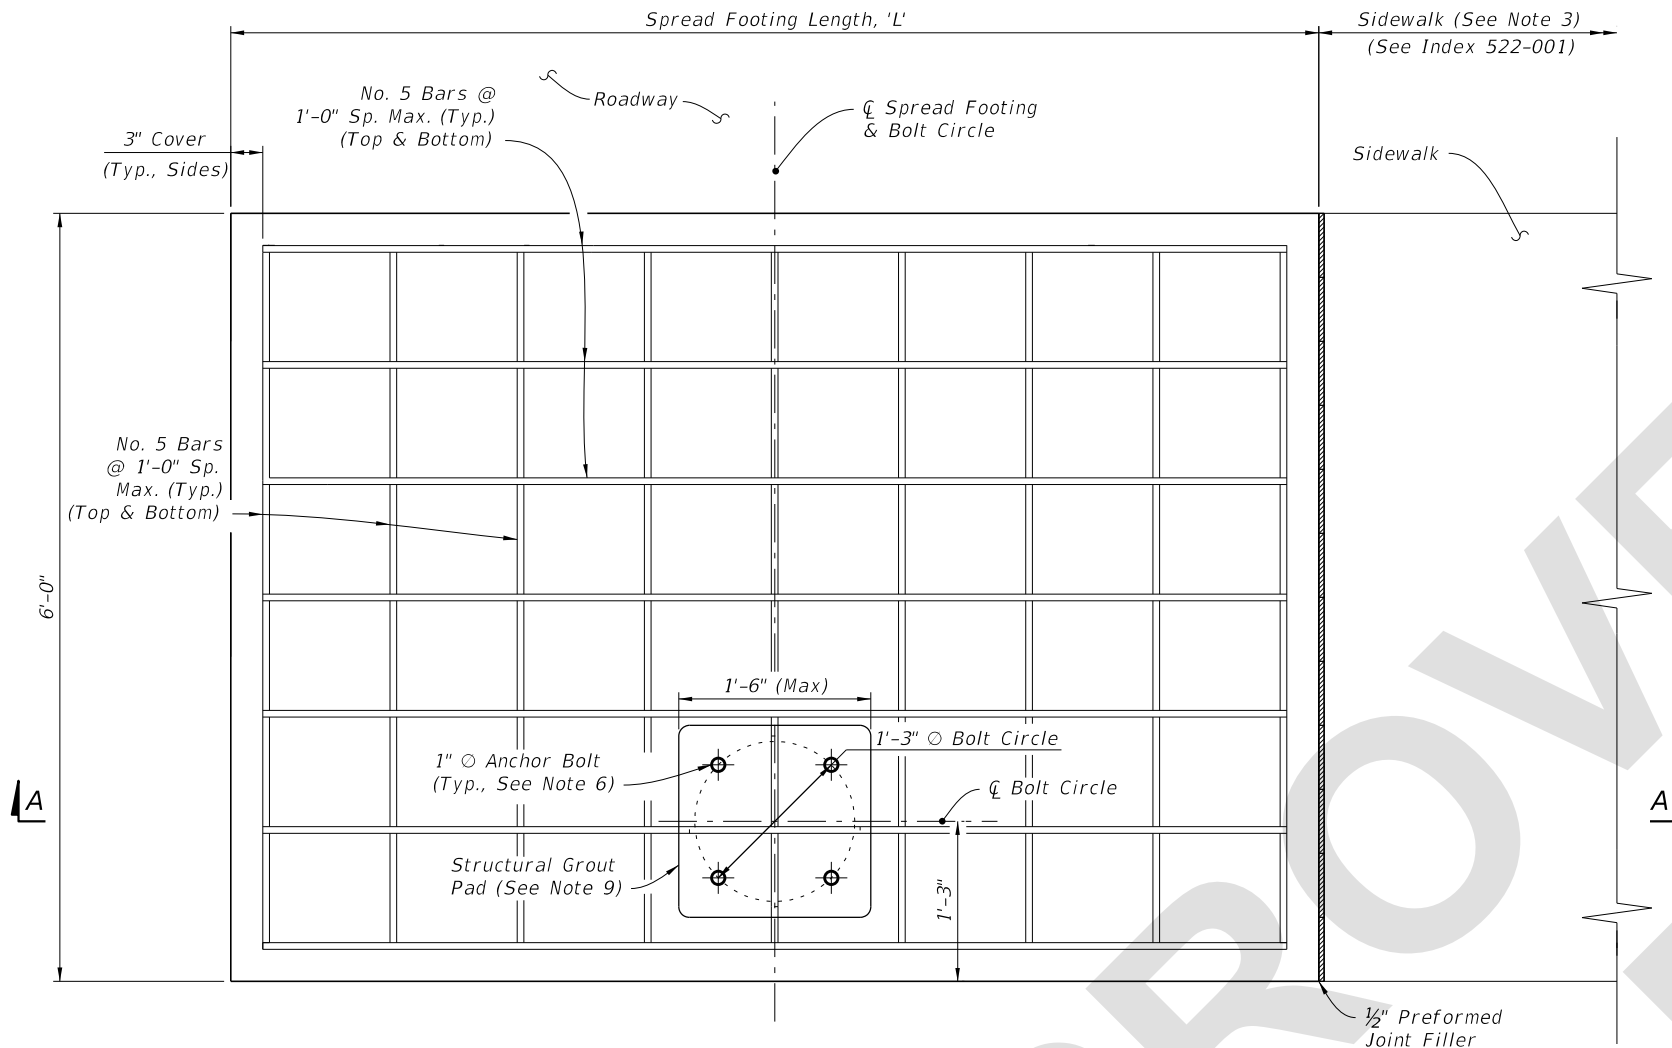 Spread Footing Length, 'L'
Sidewalk (See Note 3)
(See Index 522-001)
No. 5 Bars @
1'-0" Sp. Max. (Typ.)
(Top & Bottom)
Roadway
℄ Spread Footing
& Bolt Circle
3" Cover
(Typ., Sides)
Sidewalk
No. 5 Bars
@ 1'-0" Sp.
Max. (Typ.)
(Top & Bottom)
6'-0"
1'-6" (Max)
1'-3" ∅ Bolt Circle
1" ∅ Anchor Bolt
(Typ., See Note 6)
℄ Bolt Circle
A
A
Structural Grout
Pad (See Note 9)
1'-3"
½" Preformed
Joint Filler
ROVE